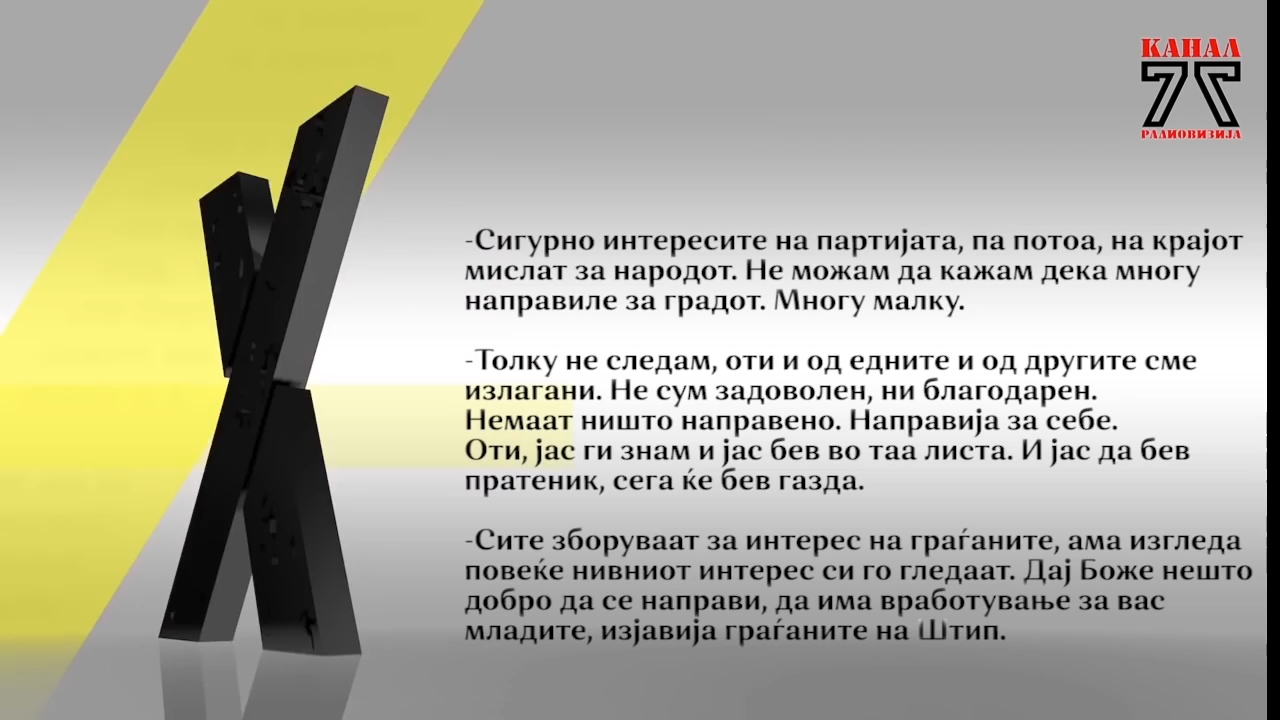 КАНАЛ
77
РАДИОВИЗИЈА
-Сигурно интересите на партијата, па потоа, на крајот
мислат за народот. Не можам да кажам дека многу
направиле за градот. Многу малку.
-Толку не следам, оти и од едните и од другите сме
излагани. Не сум задоволен, ни благодарен.
Немаат ништо направено. Направија за себе.
Оти, јас ги знам и јас бев во таа листа. И јас да бев
пратеник, сега ќе бев газда.
-Сите зборуваат за интерес на граѓаните, ама изгледа
повеќе нивниот интерес си го гледаат. Дај Боже нешто
добро да се направи, да има вработување за вас
младите, изјавија граѓаните на Штип.